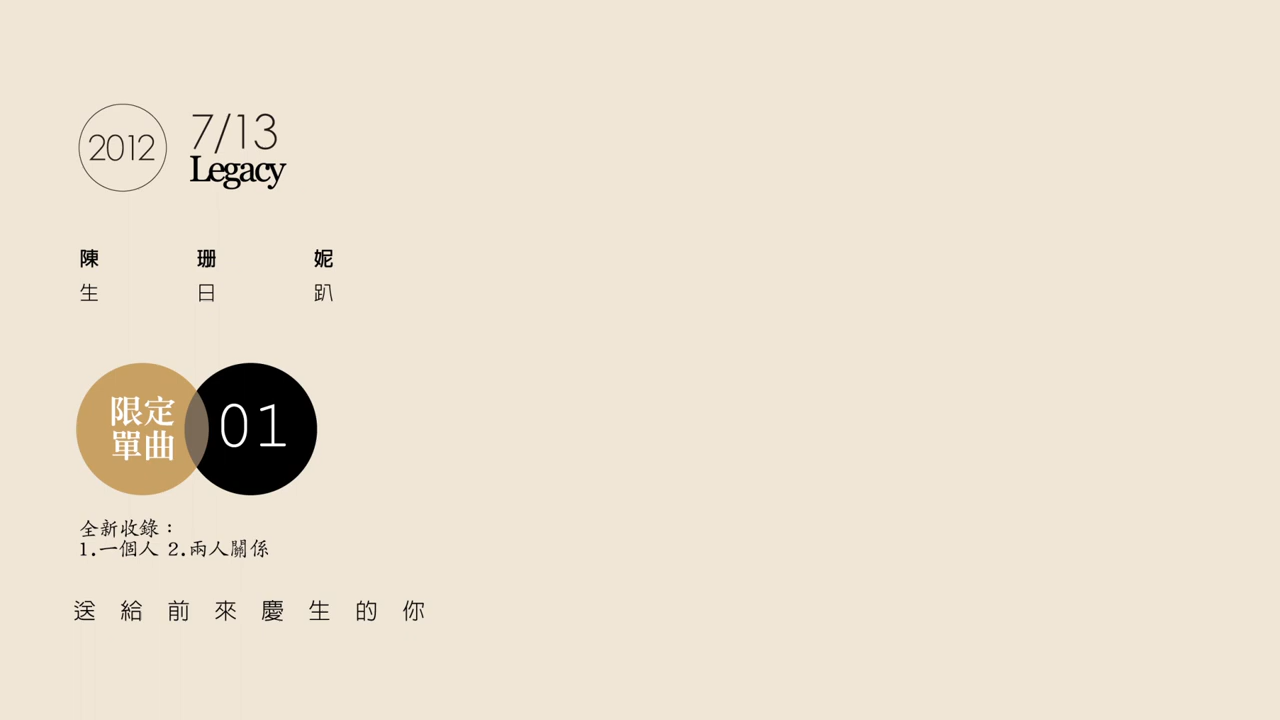 2012
7/13
Legacy
陳珊妮
生日趴
限定
單曲
01
全新收錄：
1.一個人 2.兩人關係
送給前來慶生的你